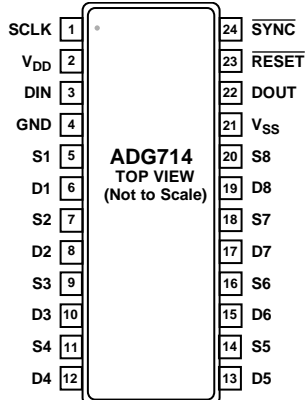 SCLK 1 24 SYNC
VDD 2 23 RESET
DIN 3 22 DOUT
GND 4 21 VSS
S1 5 ADG714 20 S8
D1 6 TOP VIEW 19 D8
S2 7 (Not to Scale) 18 S7
D2 8 17 D7
S3 9 16 S6
D3 10 15 D6
S4 11 14 S5
D4 12 13 D5